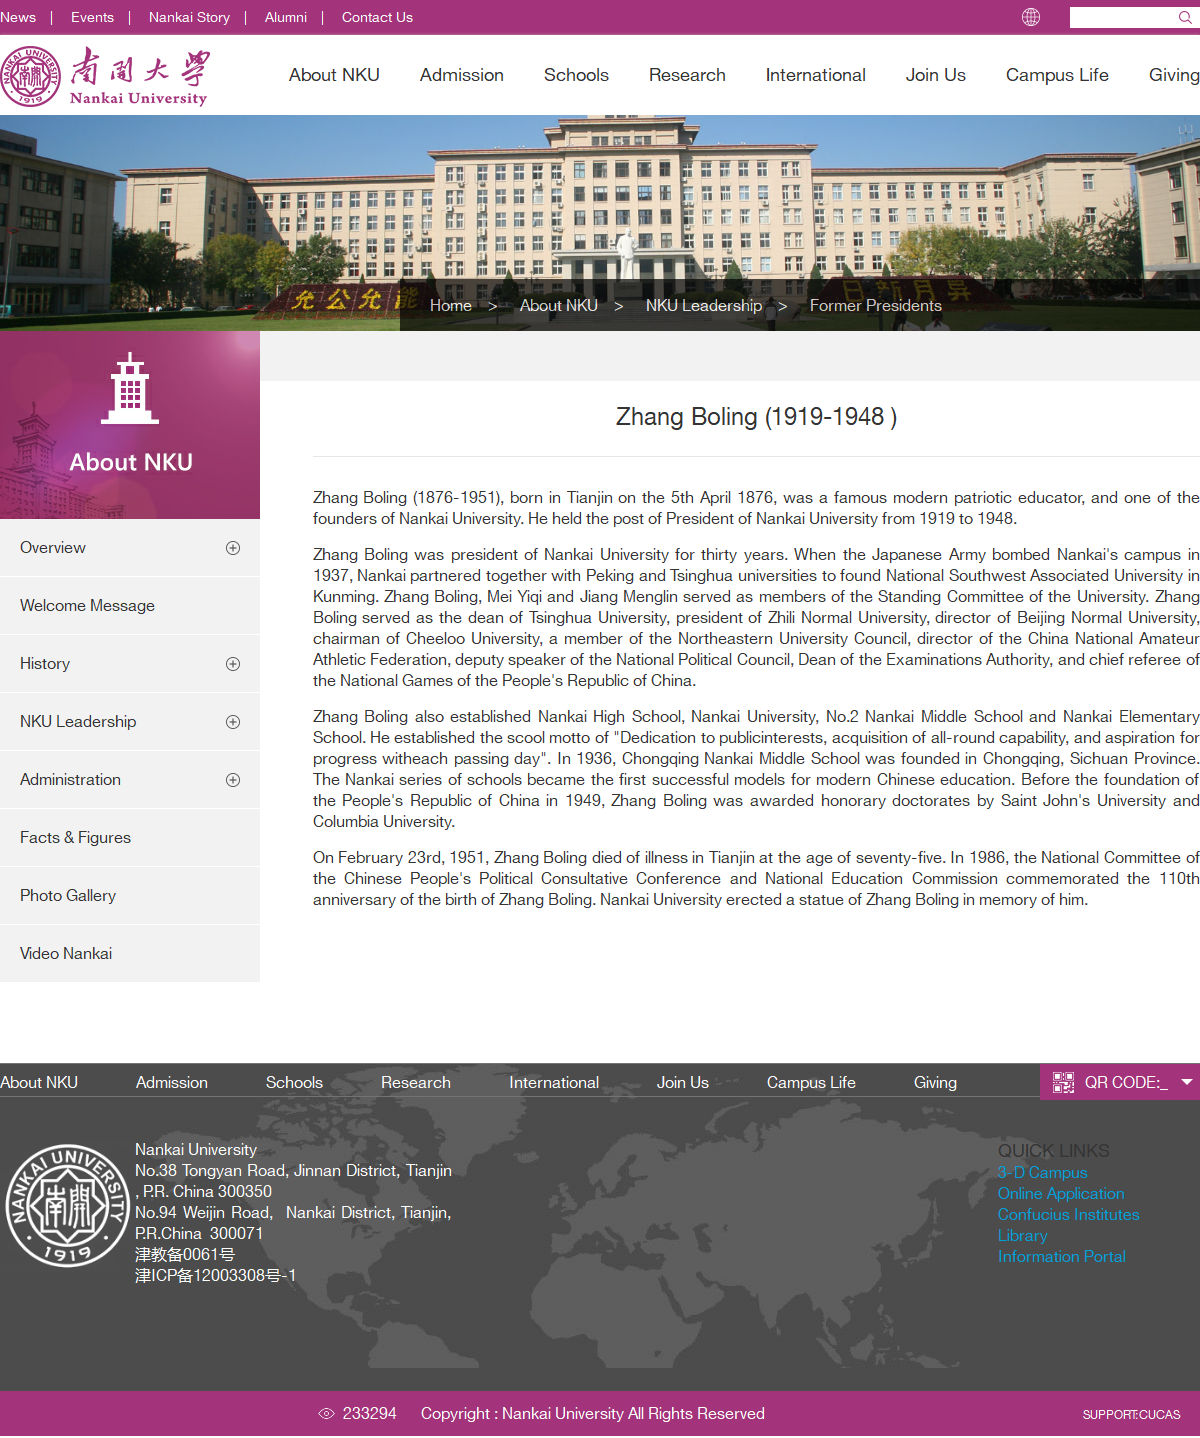 News | Events | Nankai Story | Alumni | Contact Us
NANKAI UNIVERSITY
1919
南開大學
Nankai University
About NKU Admission Schools Research International Join Us Campus Life Giving
允公允能
日新月异
Home > About NKU > NKU Leadership > Former Presidents
About NKU
Overview
Welcome Message
History
NKU Leadership
Administration
Facts & Figures
Photo Gallery
Video Nankai
Zhang Boling (1919-1948 )
Zhang Boling (1876-1951), born in Tianjin on the 5th April 1876, was a famous modern patriotic educator, and one of the
founders of Nankai University. He held the post of President of Nankai University from 1919 to 1948.
Zhang Boling was president of Nankai University for thirty years. When the Japanese Army bombed Nankai's campus in
1937, Nankai partnered together with Peking and Tsinghua universities to found National Southwest Associated University in
Kunming. Zhang Boling, Mei Yiqi and Jiang Menglin served as members of the Standing Committee of the University. Zhang
Boling served as the dean of Tsinghua University, president of Zhili Normal University, director of Beijing Normal University,
chairman of Cheeloo University, a member of the Northeastern University Council, director of the China National Amateur
Athletic Federation, deputy speaker of the National Political Council, Dean of the Examinations Authority, and chief referee of
the National Games of the People's Republic of China.
Zhang Boling also established Nankai High School, Nankai University, No.2 Nankai Middle School and Nankai Elementary
School. He established the scool motto of "Dedication to publicinterests, acquisition of all-round capability, and aspiration for
progress witheach passing day". In 1936, Chongqing Nankai Middle School was founded in Chongqing, Sichuan Province.
The Nankai series of schools became the first successful models for modern Chinese education. Before the foundation of
the People's Republic of China in 1949, Zhang Boling was awarded honorary doctorates by Saint John's University and
Columbia University.
On February 23rd, 1951, Zhang Boling died of illness in Tianjin at the age of seventy-five. In 1986, the National Committee of
the Chinese People's Political Consultative Conference and National Education Commission commemorated the 110th
anniversary of the birth of Zhang Boling. Nankai University erected a statue of Zhang Boling in memory of him.
About NKU Admission Schools Research International Join Us Campus Life Giving QR CODE:_
NANKAI UNIVERSITY
南開
1919
Nankai University
No.38 Tongyan Road, Jinnan District, Tianjin
, P.R. China 300350
No.94 Weijin Road, Nankai District, Tianjin,
P.R.China 300071
津教备0061号
津ICP备12003308号-1
QUICK LINKS
3-D Campus
Online Application
Confucius Institutes
Library
Information Portal
233294 Copyright : Nankai University All Rights Reserved
SUPPORT:CUCAS